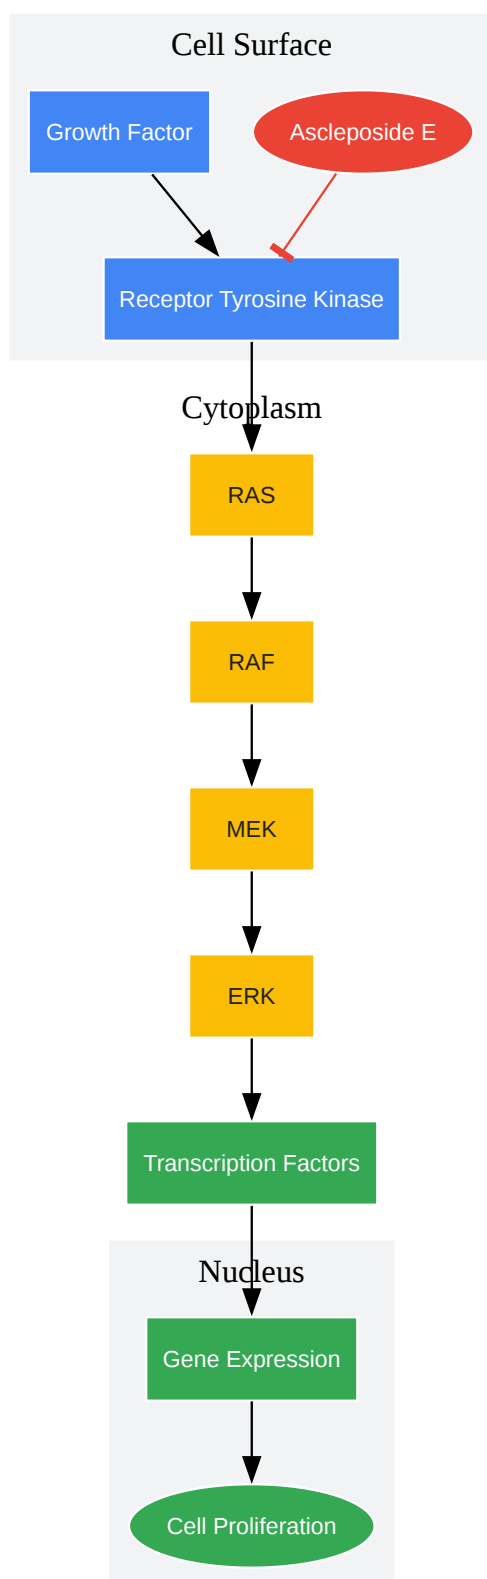 Cell Surface
Growth Factor
Ascleposide E
Receptor Tyrosine Kinase
Cytoplasm
RAS
RAF
MEK
ERK
Transcription Factors
Nucleus
Gene Expression
Cell Proliferation